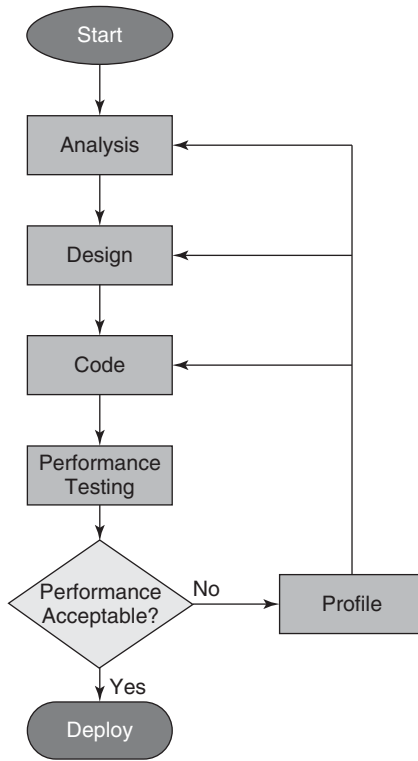 Start
Analysis
Design
Code
Performance
Testing
Performance
Acceptable?
No
Profile
Yes
Deploy